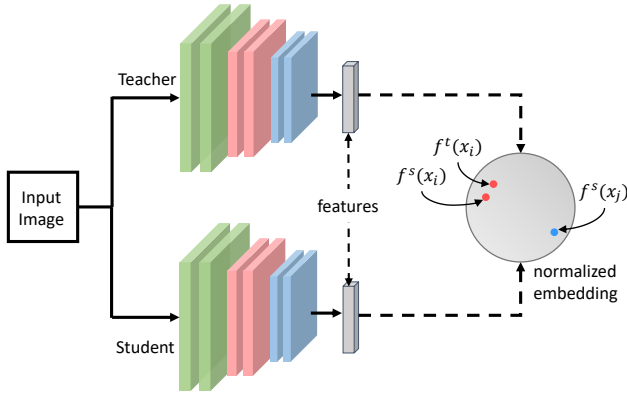 Teacher
Input
Image
features
Student
f^t(x_i)
f^s(x_i)
f^s(x_j)
normalized
embedding